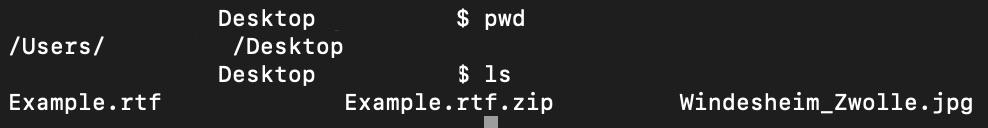 Desktop $ pwd
/Users/ /Desktop
Desktop $ ls
Example.rtf Example.rtf.zip Windesheim_Zwolle.jpg